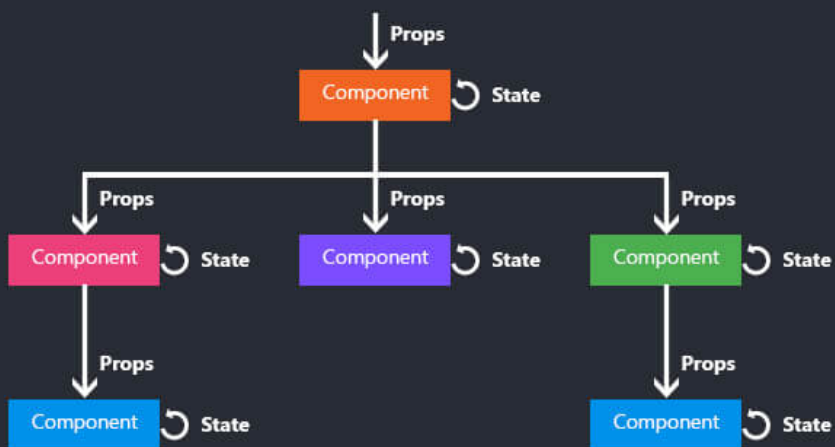 Props
Component State
Props Props Props
Component State Component State Component State
Props Props
Component State Component State